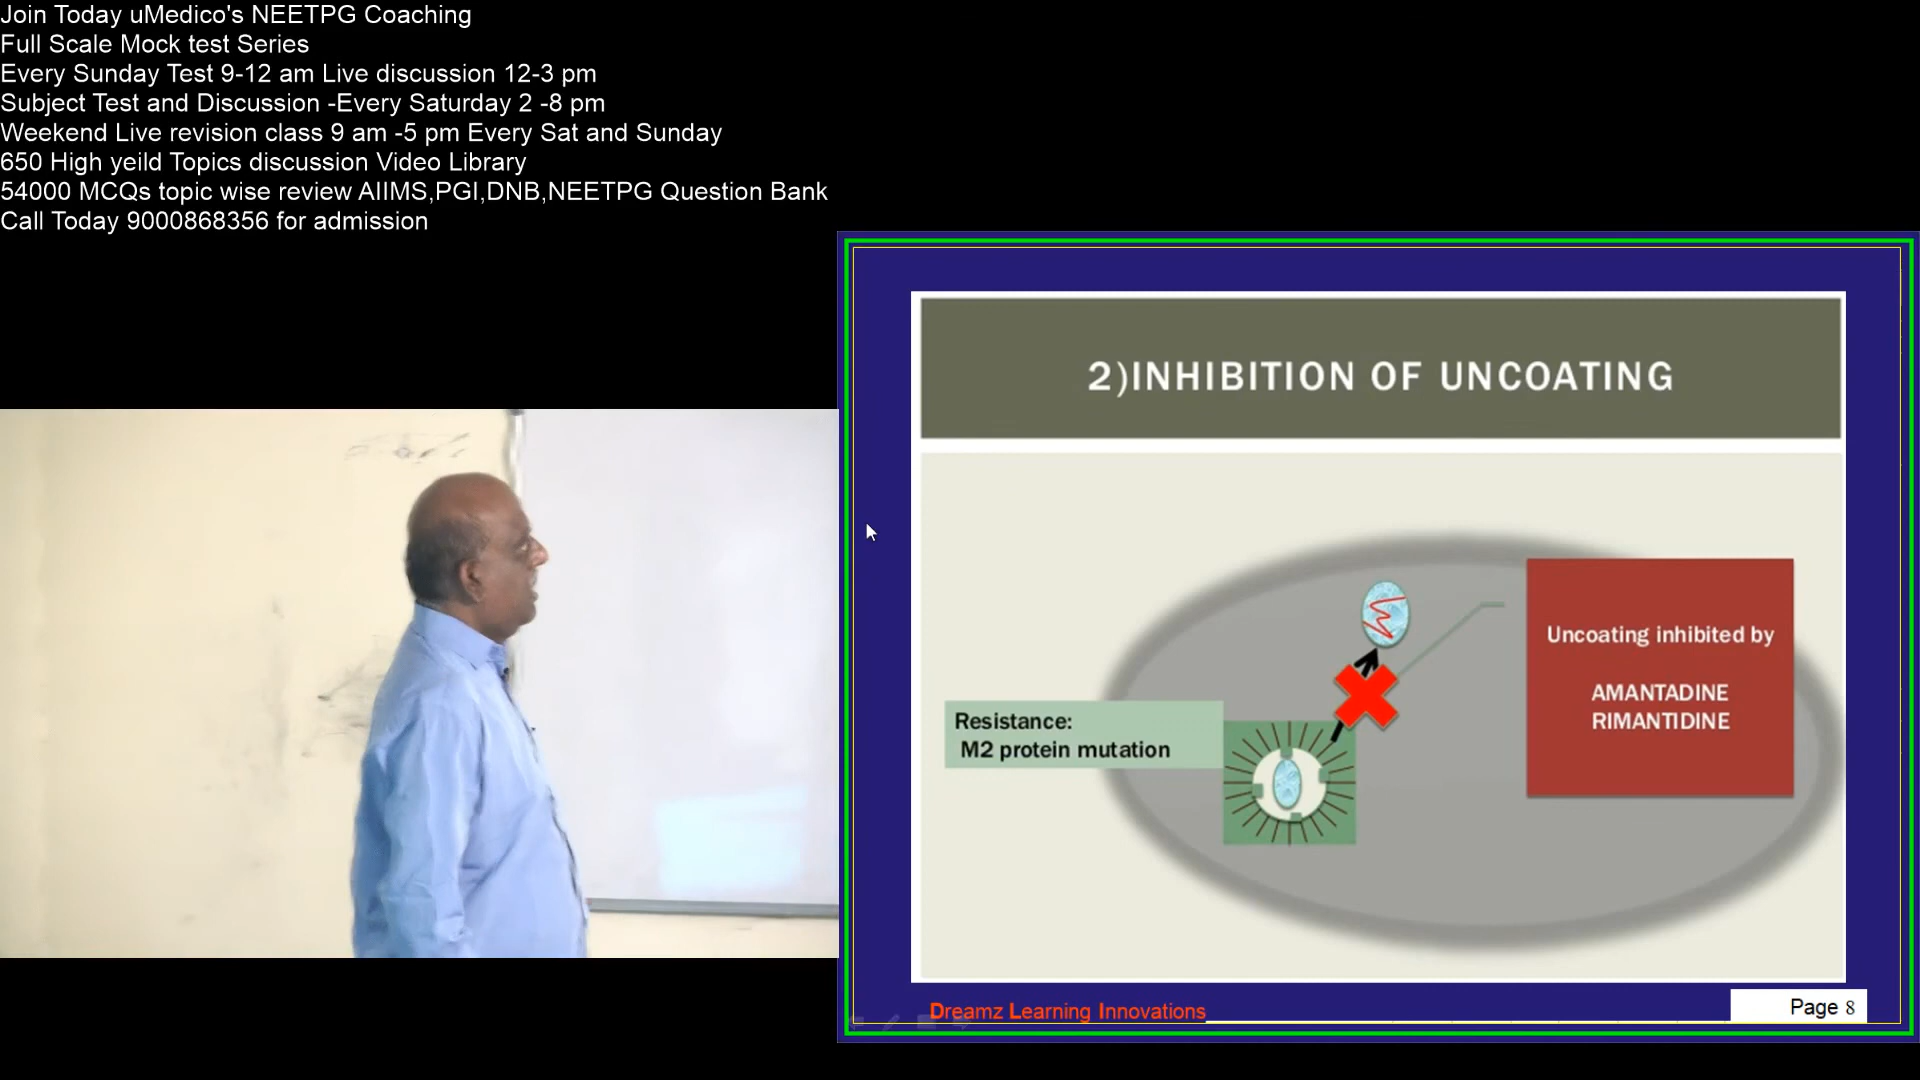 Join Today uMedico's NEETPG Coaching
Full Scale Mock test Series
Every Sunday Test 9-12 am Live discussion 12-3 pm
Subject Test and Discussion -Every Saturday 2 -8 pm
Weekend Live revision class 9 am -5 pm Every Sat and Sunday
650 High yeild Topics discussion Video Library
54000 MCQs topic wise review AIIMS,PGI,DNB,NEETPG Question Bank
Call Today 9000868356 for admission
2)INHIBITION OF UNCOATING
Uncoating inhibited by
AMANTADINE
RIMANTIDINE
Resistance:
M2 protein mutation
Dreamz Learning Innovations
Page 8